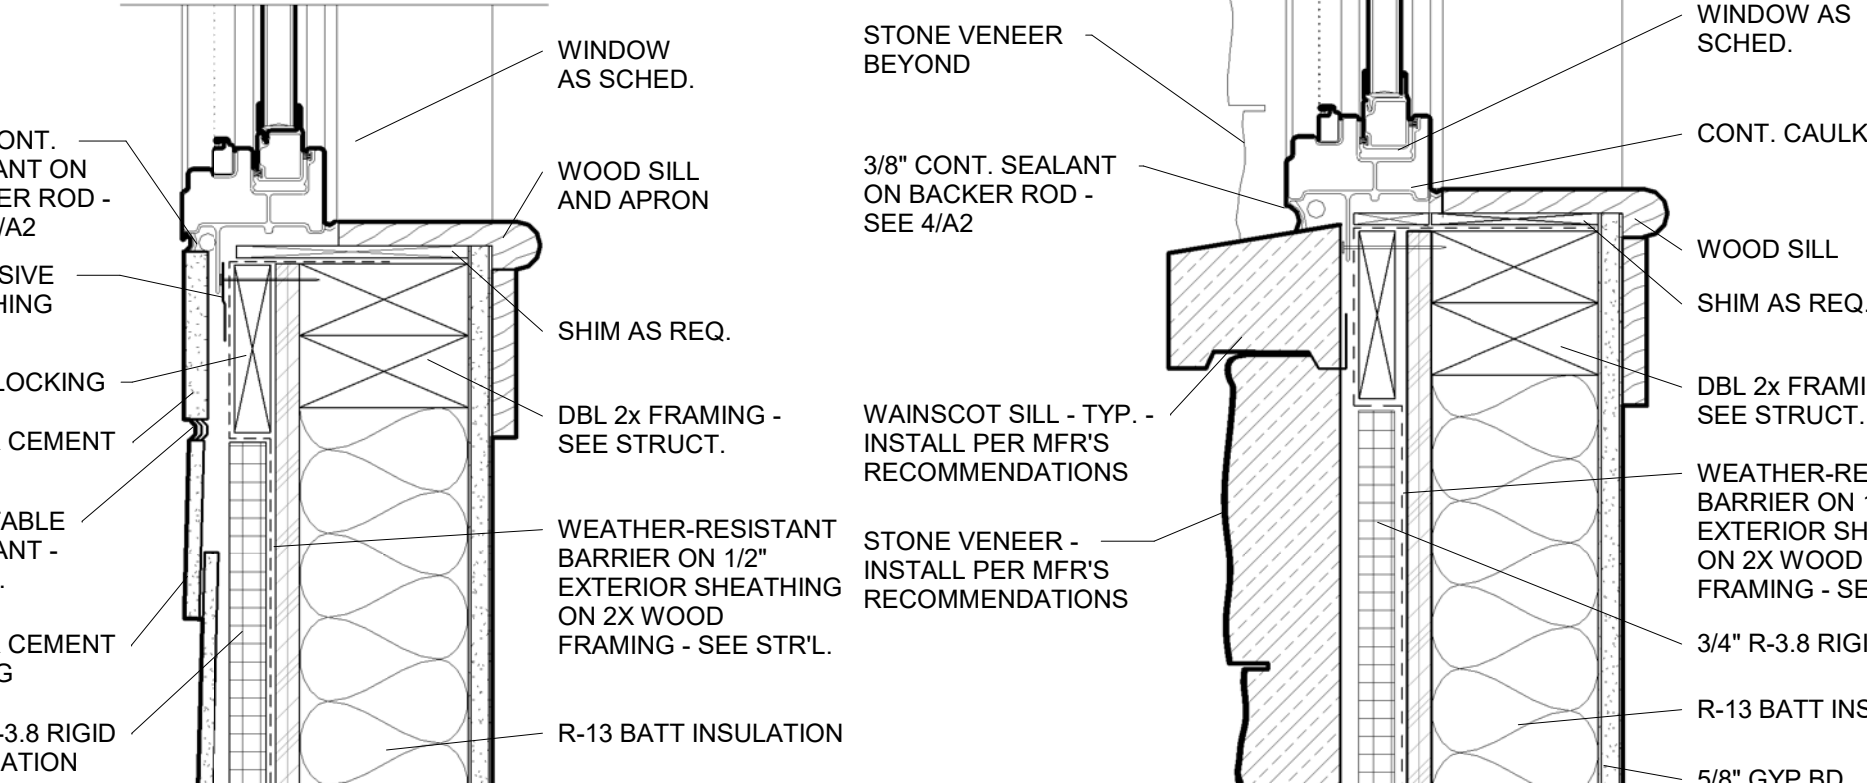 ONT.
ANT ON
ER ROD -
/A2
SIVE
HING
LOCKING
CEMENT
TABLE
ANT -
.
CEMENT
G
-3.8 RIGID
ATION
WINDOW
AS SCHED.
WOOD SILL
AND APRON
SHIM AS REQ.
DBL 2x FRAMING -
SEE STRUCT.
WEATHER-RESISTANT
BARRIER ON 1/2"
EXTERIOR SHEATHING
ON 2X WOOD
FRAMING - SEE STR'L.
R-13 BATT INSULATION
STONE VENEER
BEYOND
3/8" CONT. SEALANT
ON BACKER ROD -
SEE 4/A2
WAINSCOT SILL - TYP. -
INSTALL PER MFR'S
RECOMMENDATIONS
STONE VENEER -
INSTALL PER MFR'S
RECOMMENDATIONS
WINDOW AS
SCHED.
CONT. CAULK
WOOD SILL
SHIM AS REQ.
DBL 2x FRAMI
SEE STRUCT.
WEATHER-RE
BARRIER ON 1
EXTERIOR SH
ON 2X WOOD
FRAMING - SE
3/4" R-3.8 RIGI
R-13 BATT INS
5/8" GYP BD